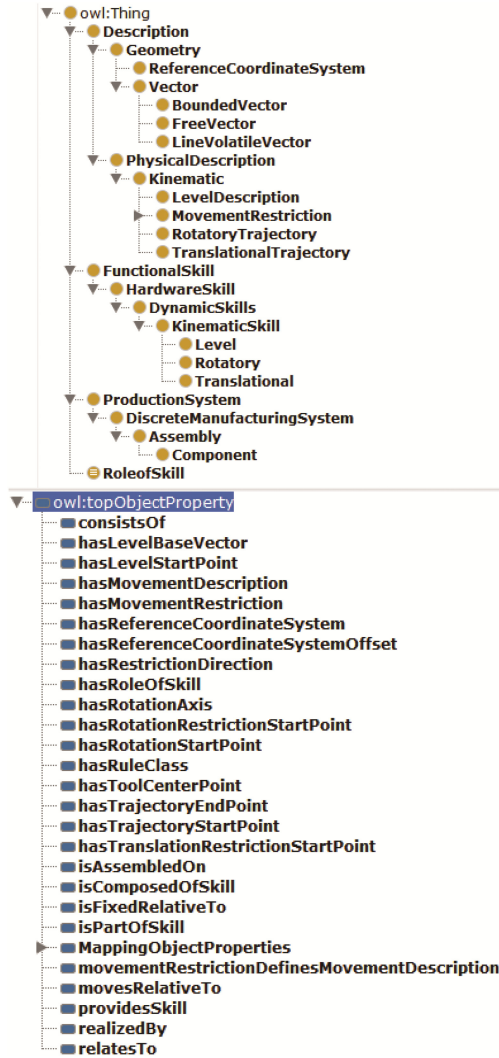 owl:Thing
Description
Geometry
ReferenceCoordinateSystem
Vector
BoundedVector
FreeVector
LineVolatileVector
PhysicalDescription
Kinematic
LevelDescription
MovementRestriction
RotatoryTrajectory
TranslationalTrajectory
FunctionalSkill
HardwareSkill
DynamicSkills
KinematicSkill
Level
Rotatory
Translational
ProductionSystem
DiscreteManufacturingSystem
Assembly
Component
RoleofSkill
owl:topObjectProperty
consistsOf
hasLevelBaseVector
hasLevelStartPoint
hasMovementDescription
hasMovementRestriction
hasReferenceCoordinateSystem
hasReferenceCoordinateSystemOffset
hasRestrictionDirection
hasRoleOfSkill
hasRotationAxis
hasRotationRestrictionStartPoint
hasRotationStartPoint
hasRuleClass
hasToolCenterPoint
hasTrajectoryEndPoint
hasTrajectoryStartPoint
hasTranslationRestrictionStartPoint
isAssembledOn
isComposedOfSkill
isFixedRelativeTo
isPartOfSkill
MappingObjectProperties
movementRestrictionDefinesMovementDescription
movesRelativeTo
providesSkill
realizedBy
relatesTo